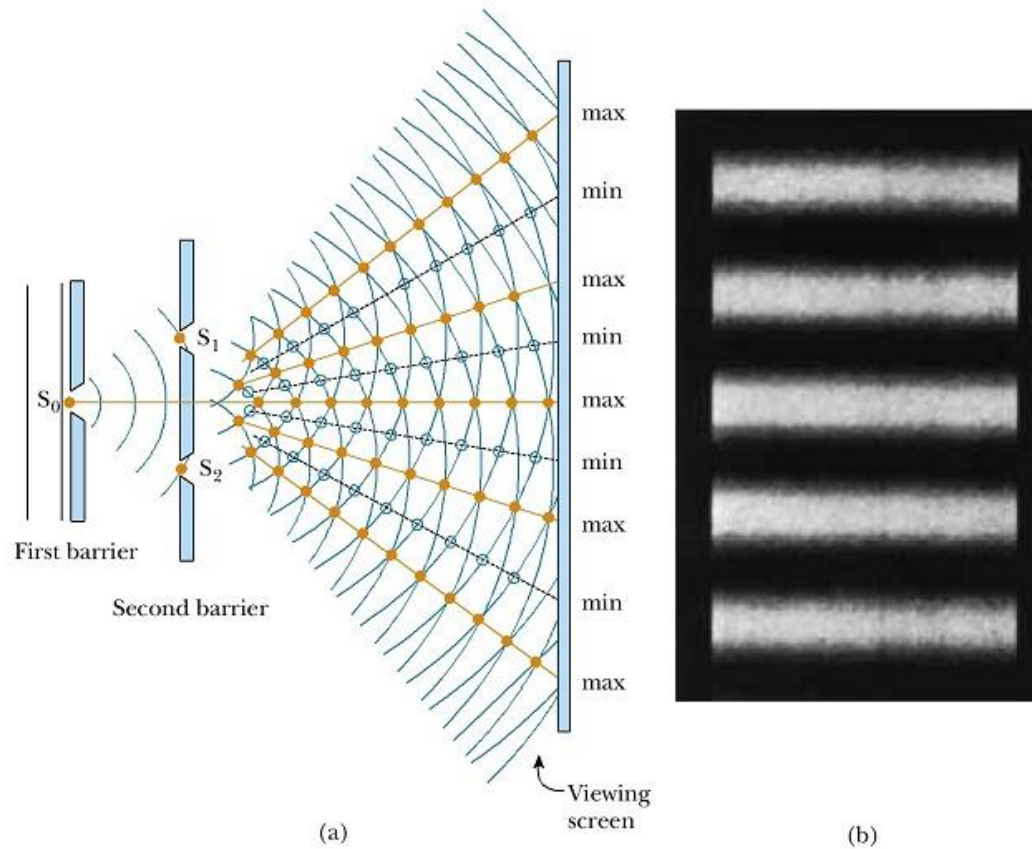 max
min
max
min
max
min
max
min
max
S1
S0
S2
First barrier
Second barrier
Viewing
screen
(a)
(b)